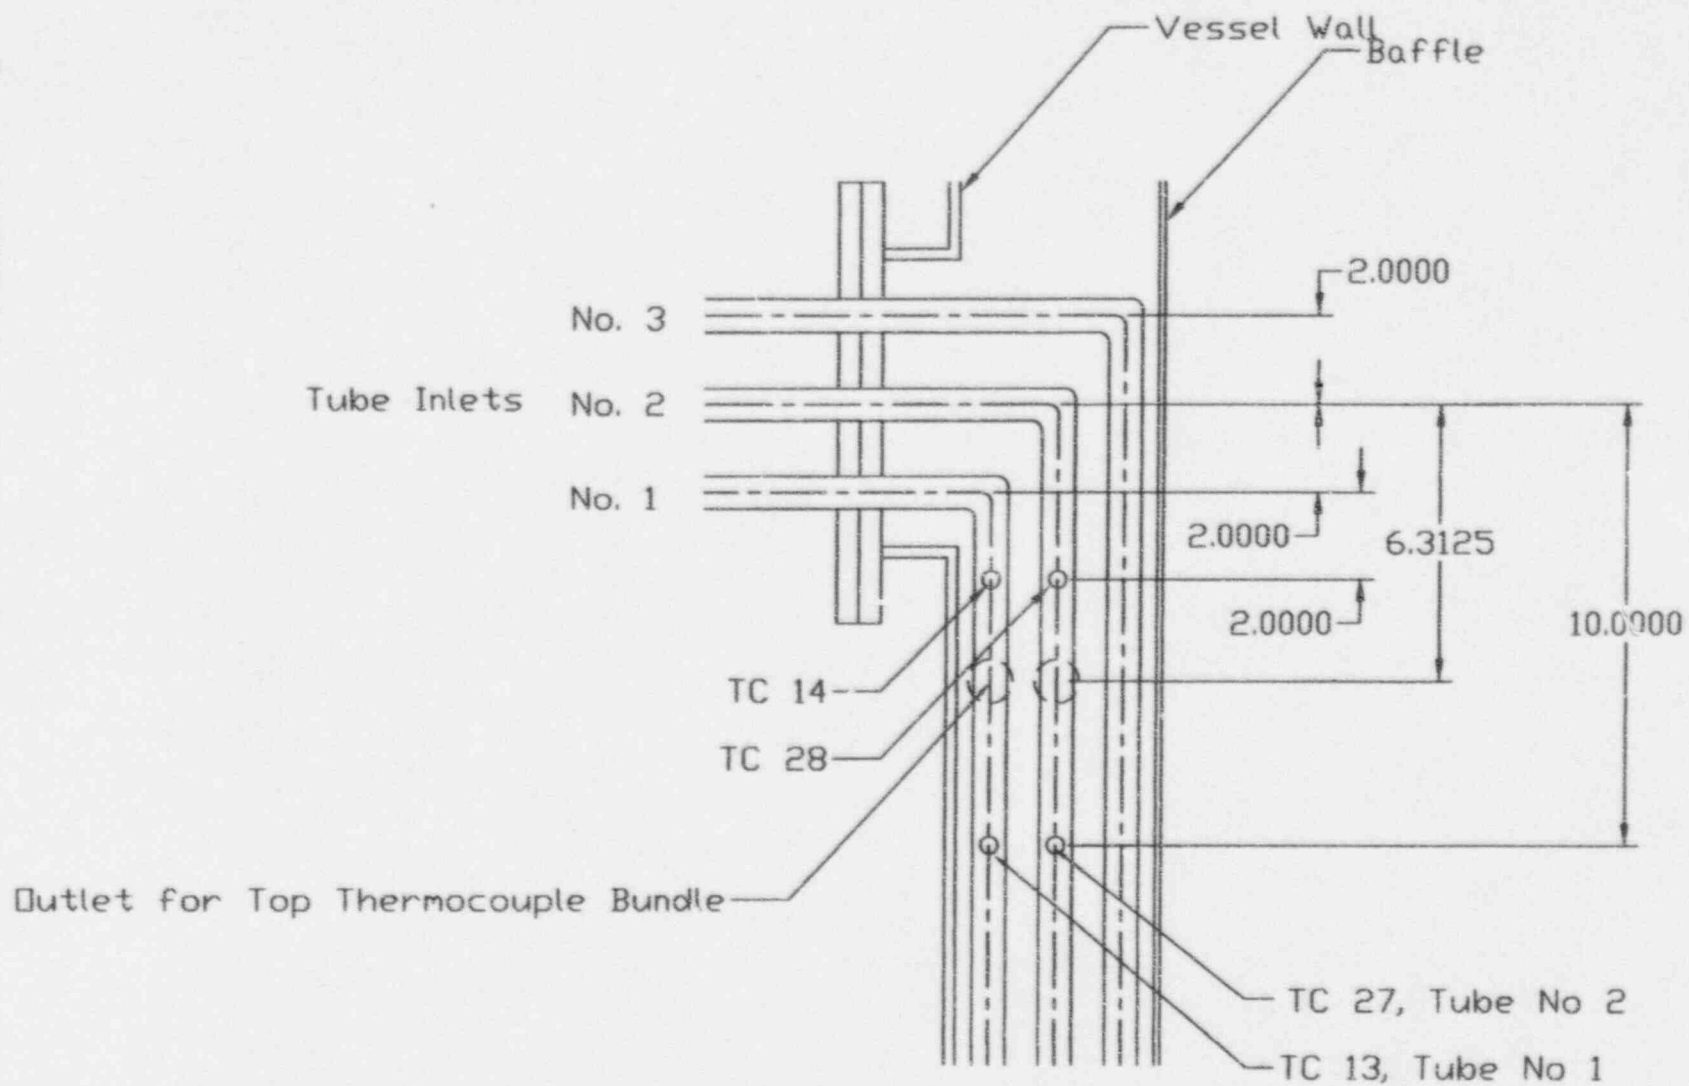 Vessel Wall
Baffle
2.0000
No. 3
Tube Inlets No. 2
No. 1
2.0000
6.3125
2.0000
10.0000
TC 14
TC 28
Outlet for Top Thermocouple Bundle
TC 27, Tube No 2
TC 13, Tube No 1